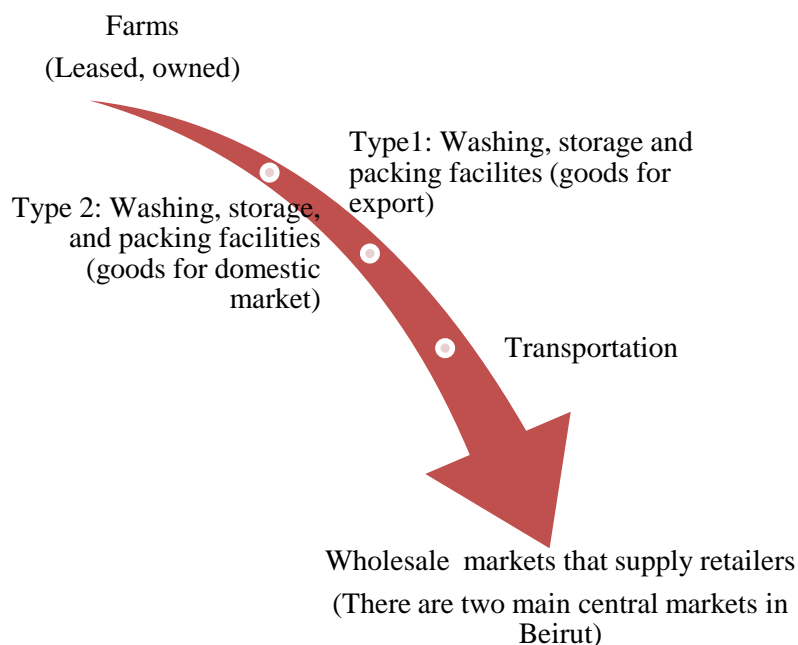 Farms
(Leased, owned)
Type1: Washing, storage and
packing facilites (goods for
export)
Type 2: Washing, storage,
and packing facilities
(goods for domestic
market)
Transportation
Wholesale markets that supply retailers
(There are two main central markets in
Beirut)